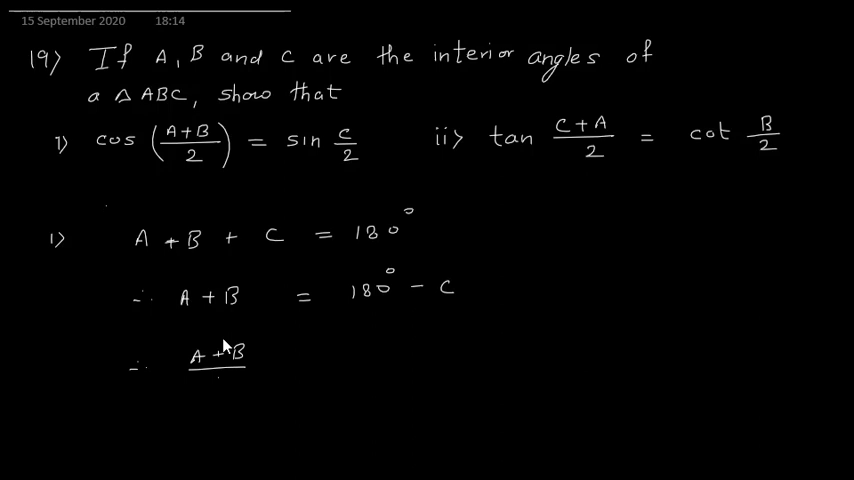 15 September 2020 18:14
19) If A, B and C are the interior angles of
a △ ABC, show that
i) cos (A+B/2) = sin C/2 ii) tan C+A/2 = cot B/2
i) A + B + C = 180°
∴ A + B = 180° - C
∴ A + B